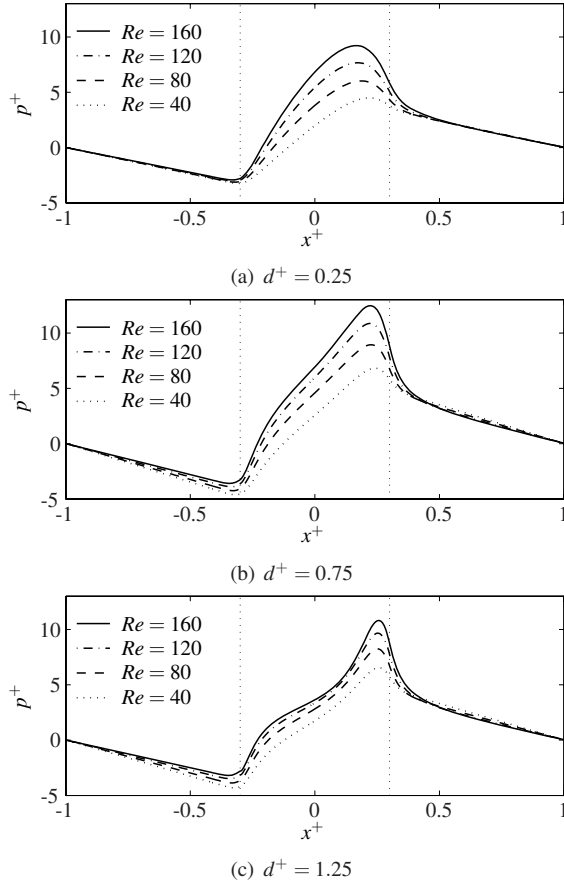 10
5
0
-5
p⁺
Re = 160
Re = 120
Re = 80
Re = 40
-1 -0.5 0 0.5 1
x⁺
(a) d⁺ = 0.25
10
5
0
-5
p⁺
Re = 160
Re = 120
Re = 80
Re = 40
-1 -0.5 0 0.5 1
x⁺
(b) d⁺ = 0.75
10
5
0
-5
p⁺
Re = 160
Re = 120
Re = 80
Re = 40
-1 -0.5 0 0.5 1
x⁺
(c) d⁺ = 1.25